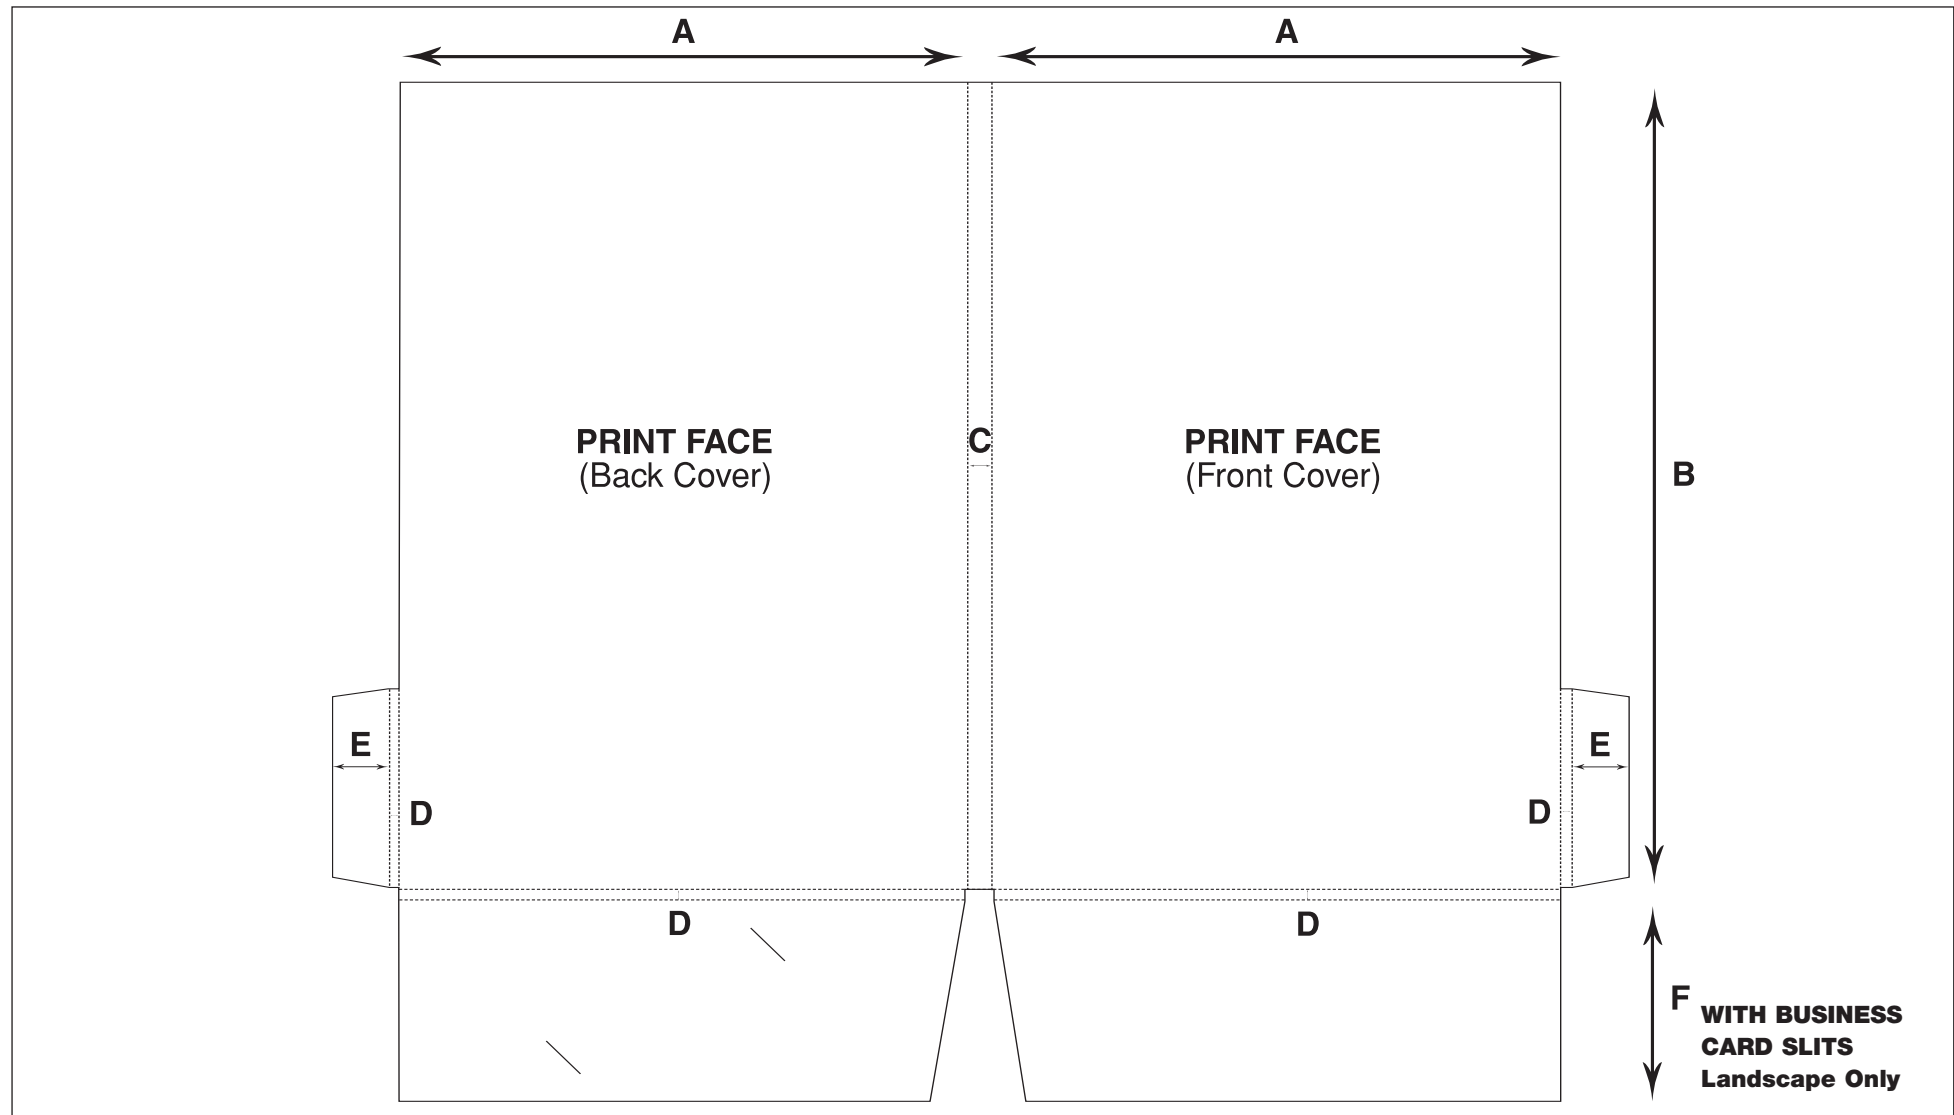 A
A
PRINT FACE
(Back Cover)
C
PRINT FACE
(Front Cover)
B
E
E
D
D
D
D
F
WITH BUSINESS
CARD SLITS
Landscape Only